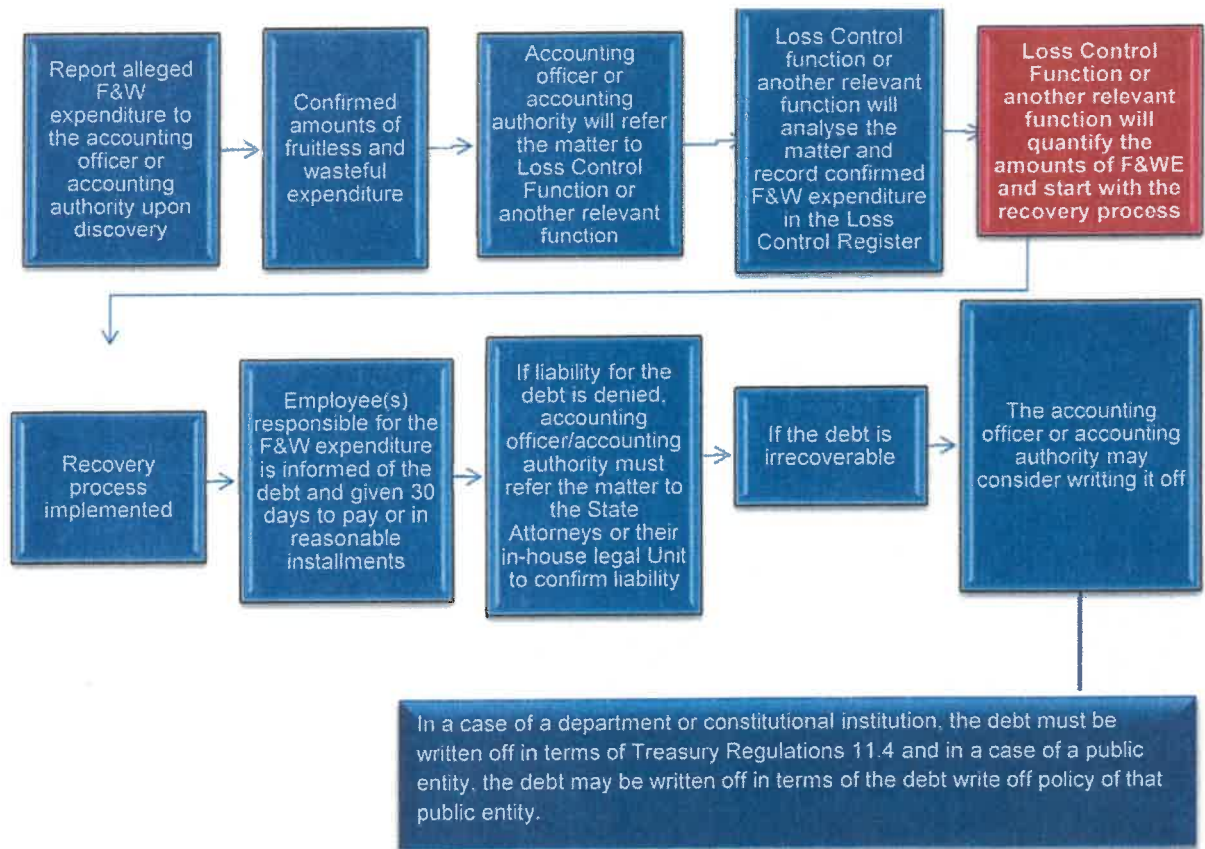 Report alleged
F&W
expenditure to
the accounting
officer or
accounting
authority upon
discovery
Confirmed
amounts of
fruitless and
wasteful
expenditure
Accounting
officer or
accounting
authority will refer
the matter to
Loss Control
Function or
another relevant
function
Loss Control
function or
another relevant
function will
analyse the
matter and
record confirmed
F&W expenditure
in the Loss
Control Register
Loss Control
Function or
another relevant
function will
quantify the
amounts of F&WE
and start with the
recovery process
Recovery
process
implemented
Employee(s)
responsible for the
F&W expenditure
is informed of the
debt and given 30
days to pay or in
reasonable
installments
If liability for the
debt is denied,
accounting
officer/accounting
authority must
refer the matter to
the State
Attorneys or their
in-house legal Unit
to confirm liability
If the debt is
irrecoverable
The accounting
officer or accounting
authority may
consider writting it off
In a case of a department or constitutional institution, the debt must be
written off in terms of Treasury Regulations 11.4 and in a case of a public
entity, the debt may be written off in terms of the debt write off policy of that
public entity.